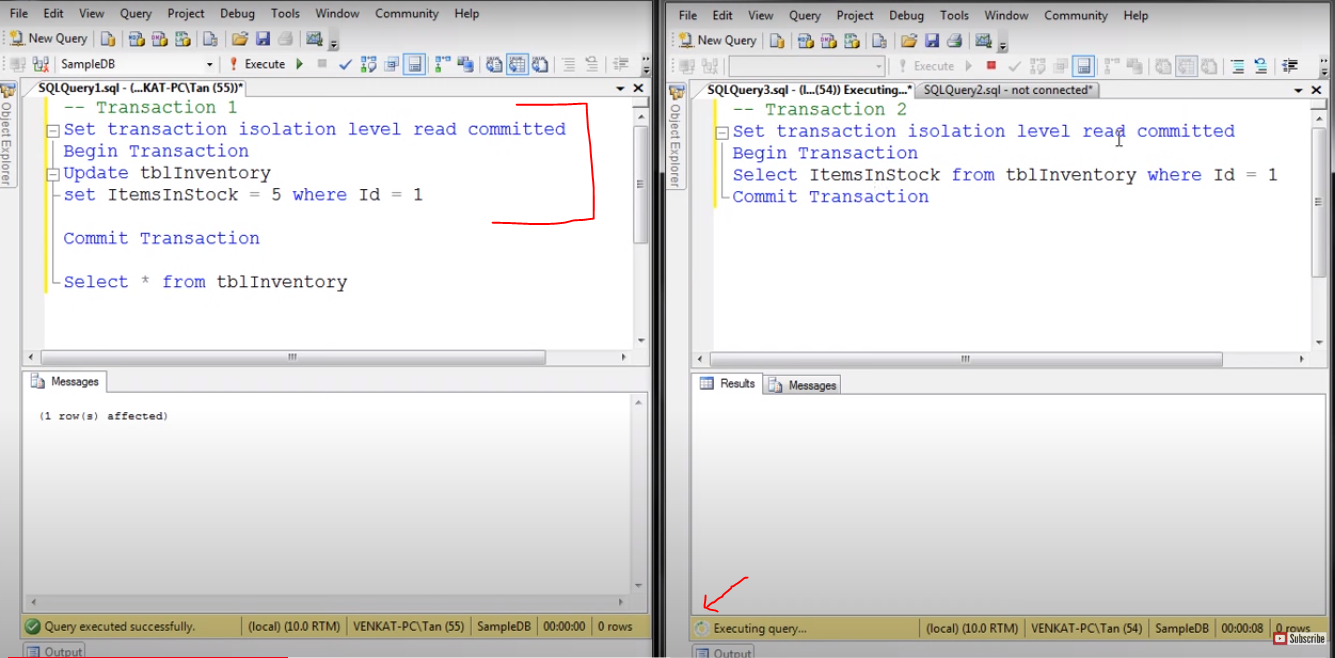 File Edit View Query Project Debug Tools Window Community Help
New Query
SampleDB Execute
SQLQuery1.sql - (...KAT-PC\Tan (55))*
Object Explorer
-- Transaction 1
Set transaction isolation level read committed
Begin Transaction
Update tblInventory
set ItemsInStock = 5 where Id = 1
Commit Transaction
Select * from tblInventory
Messages
(1 row(s) affected)
Query executed successfully. (local) (10.0 RTM) VENKAT-PC\Tan (55) SampleDB 00:00:00 0 rows
Output
File Edit View Query Project Debug Tools Window Community Help
New Query
Execute
SQLQuery3.sql - (l...(54)) Executing...* SQLQuery2.sql - not connected*
Object Explorer
-- Transaction 2
Set transaction isolation level read committed
Begin Transaction
Select ItemsInStock from tblInventory where Id = 1
Commit Transaction
Results Messages
Executing query... (local) (10.0 RTM) VENKAT-PC\Tan (54) SampleDB 00:00:08 0 rows
Subscribe
Output